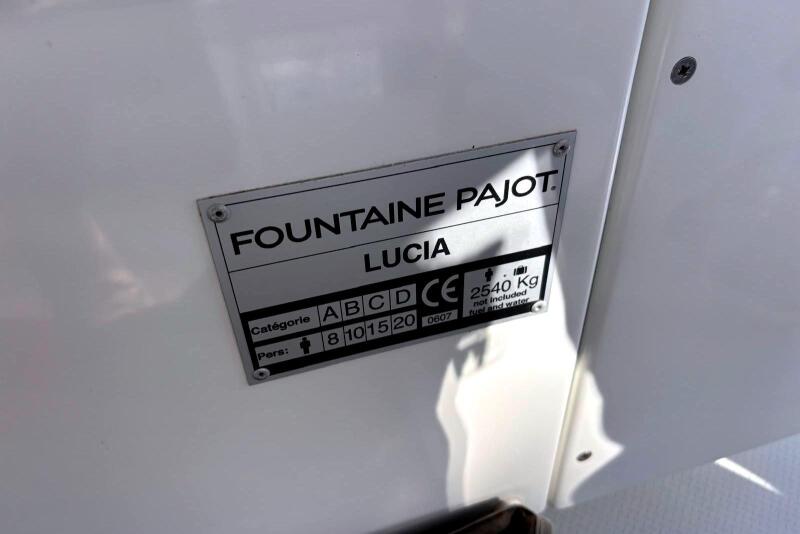 FOUNTAINE PAJOT®
LUCIA
Catégorie A B C D
Pers: 8 10 15 20
CE
0607
2540 Kg
not included
fuel and water